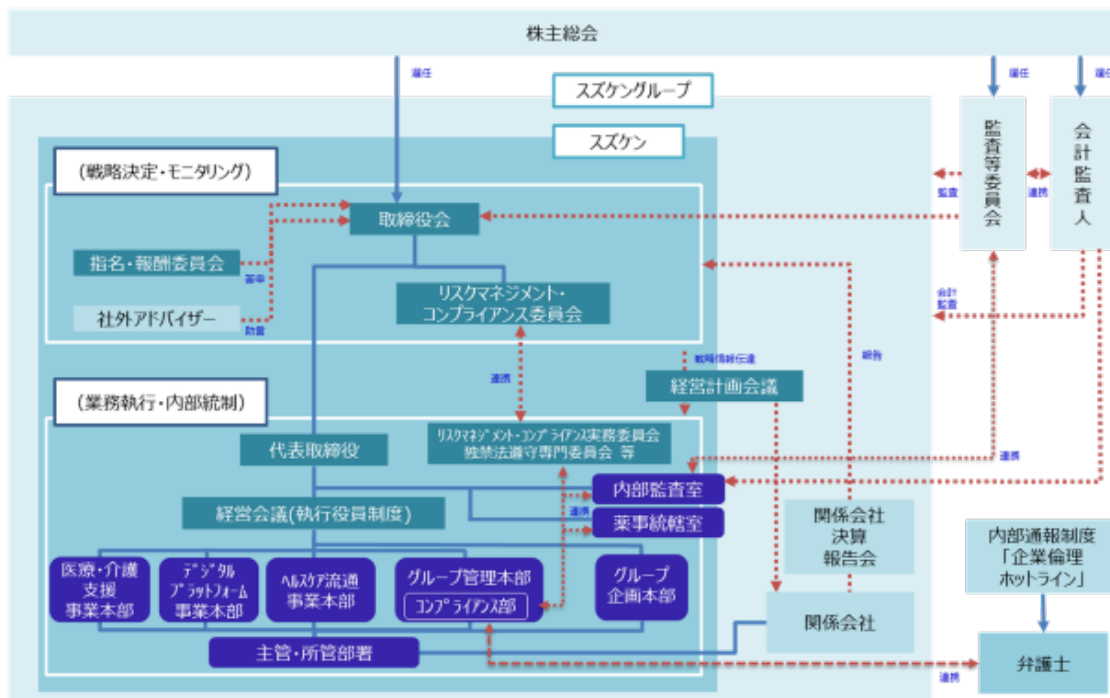 株主総会
選任
選任
選任
スズケングループ
スズケン
(戦略決定・モニタリング)
監査等委員会
会計監査人
監査
連携
取締役会
指名・報酬委員会
答申
リスクマネジメント・
コンプライアンス委員会
社外アドバイザー
助言
会計
監査
戦略情報伝達
報告
連携
経営計画会議
(業務執行・内部統制)
代表取締役
リスクマネジメント・コンプライアンス実務委員会
独禁法遵守専門委員会 等
連携
内部監査室
経営会議(執行役員制度)
連携
薬事統轄室
関係会社
決算
報告会
内部通報制度
「企業倫理
ホットライン」
医療・介護
支援
事業本部
デジタル
プラットフォーム
事業本部
ヘルスケア流通
事業本部
グループ管理本部
コンプライアンス部
グループ
企画本部
関係会社
主管・所管部署
弁護士
連携